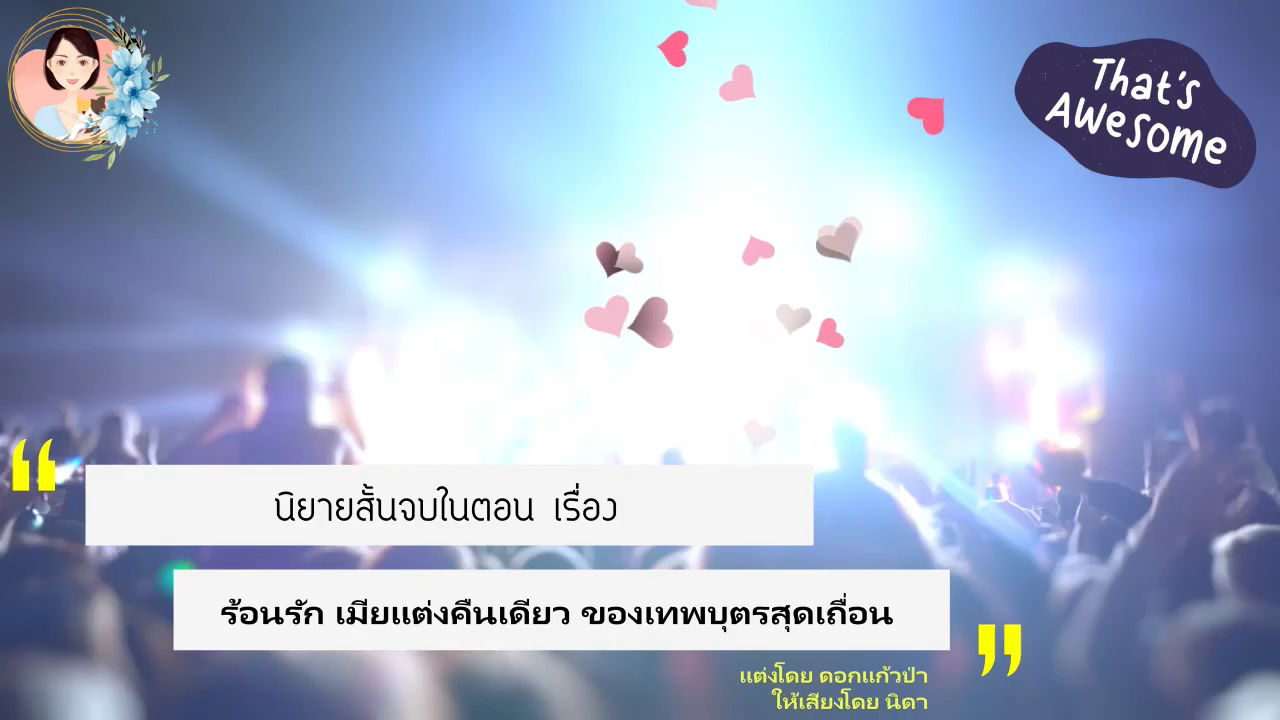 That's
Awesome
“
นิยายสั้นจบในตอน เรื่อง
ร้อนรัก เมียแต่งคืนเดียว ของเทพบุตรสุดเถื่อน
”
แต่งโดย ดอกแก้วป่า
ให้เสียงโดย นิดา